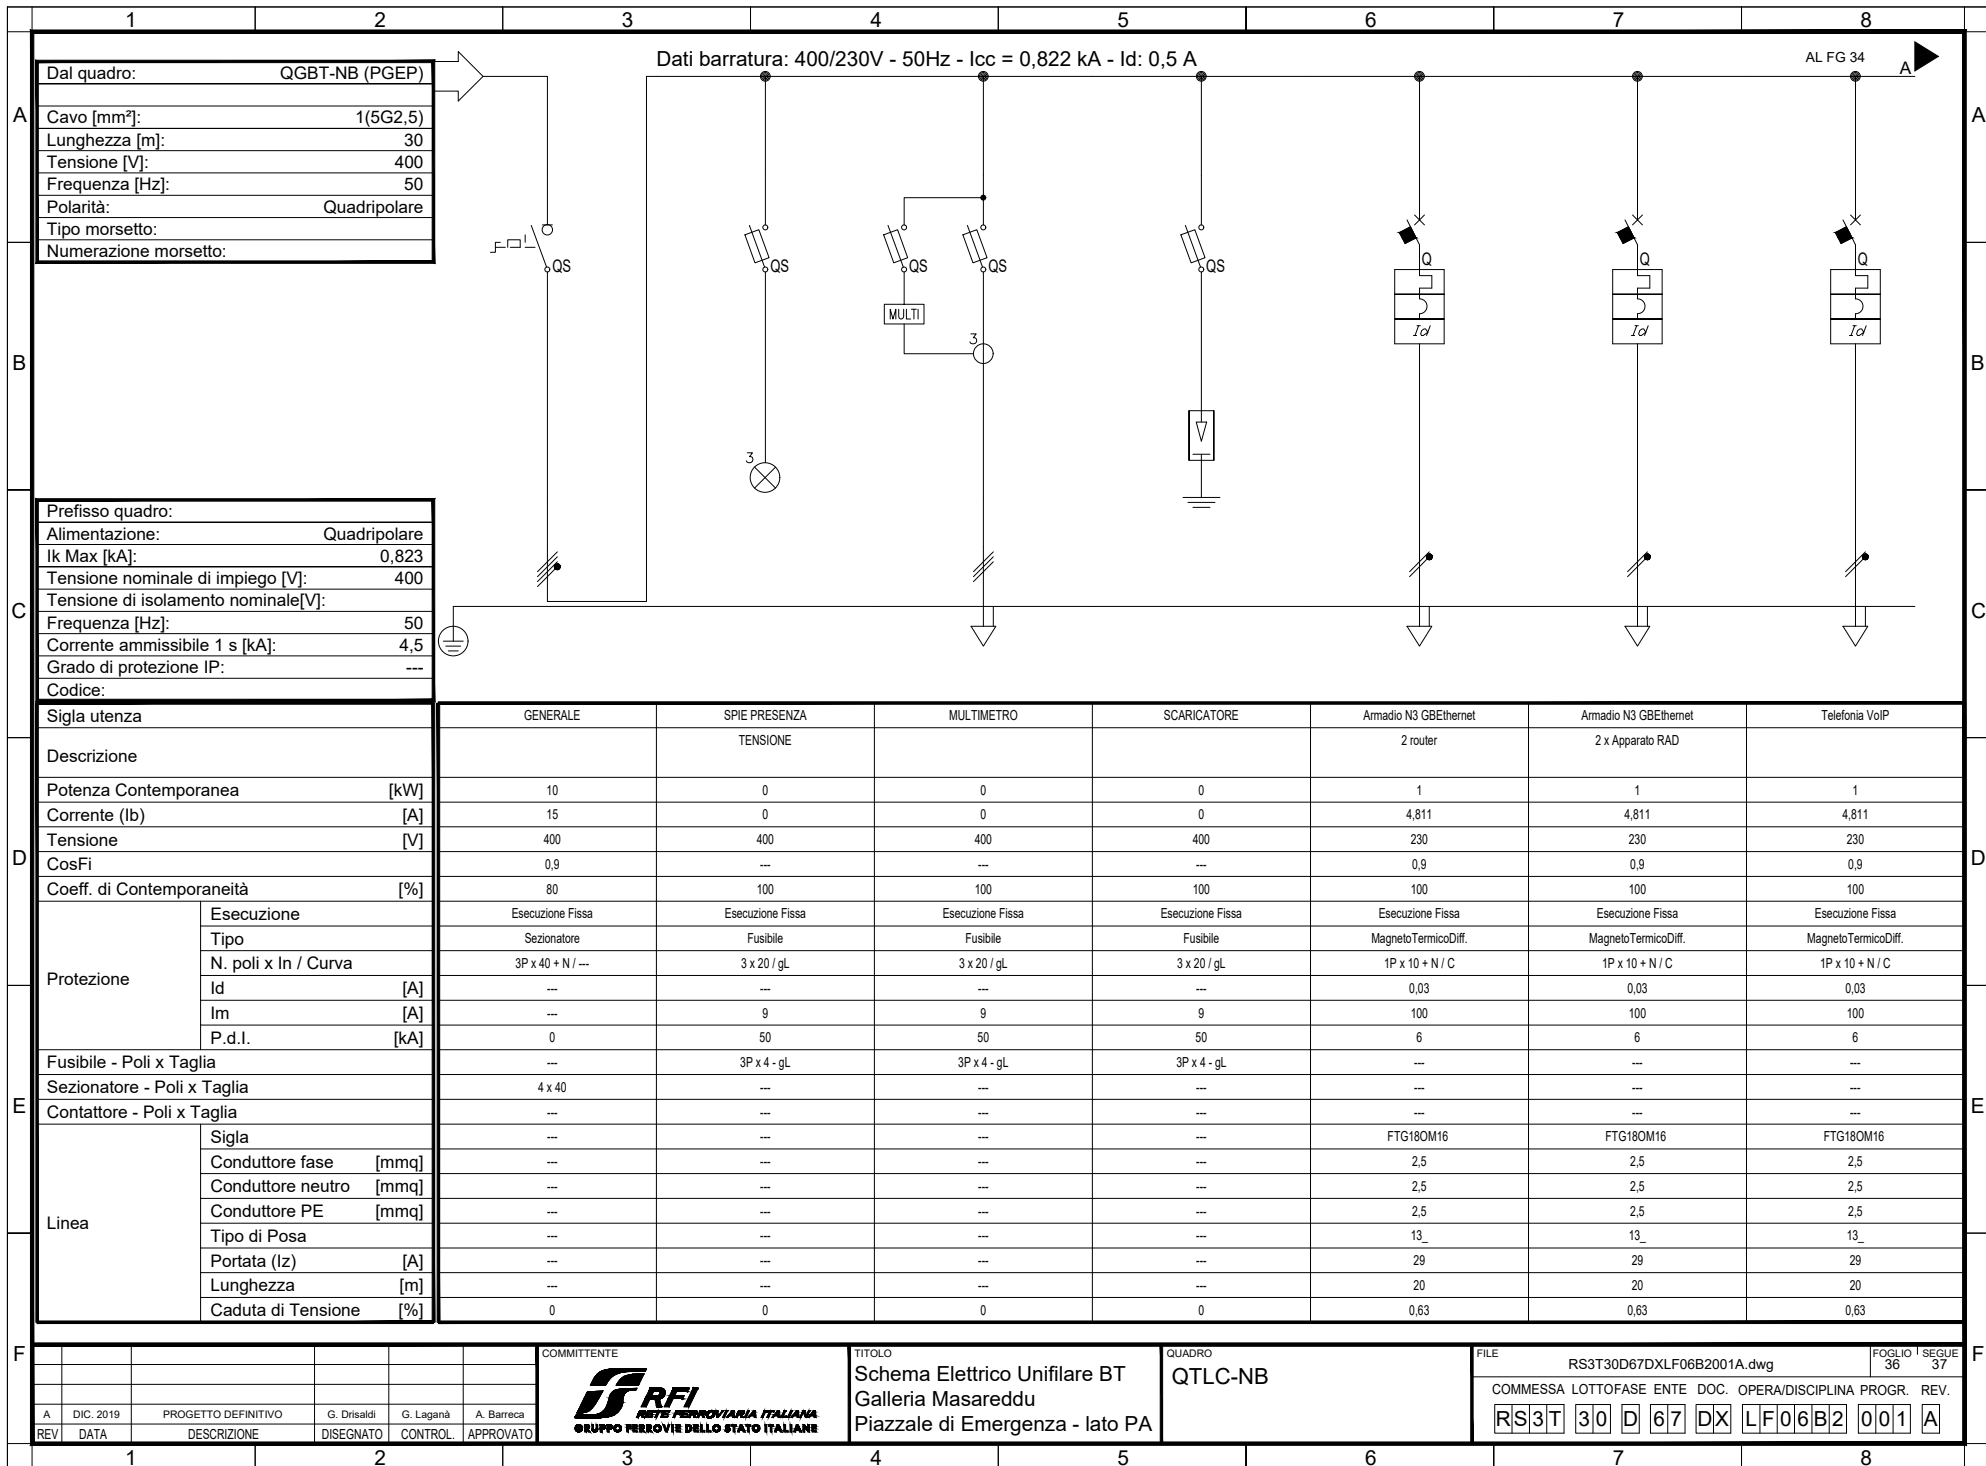 1 2 3 4 5 6 7 8
Dati barratura: 400/230V - 50Hz - Icc = 0,822 kA - Id: 0,5 A
AL FG 34 A
Dal quadro: QGBT-NB (PGEP)
Cavo [mm²]: 1(5G2,5)
Lunghezza [m]: 30
Tensione [V]: 400
Frequenza [Hz]: 50
Polarità: Quadripolare
Tipo morsetto:
Numerazione morsetto:
A A
QS QS QS QS QS Q Q Q
MULTI
Id Id Id
3
B B
3
Prefisso quadro:
Alimentazione: Quadripolare
Ik Max [kA]: 0,823
Tensione nominale di impiego [V]: 400
Tensione di isolamento nominale[V]:
Frequenza [Hz]: 50
Corrente ammissibile 1 s [kA]: 4,5
Grado di protezione IP: ---
Codice:
C C
Sigla utenza GENERALE SPIE PRESENZA MULTIMETRO SCARICATORE Armadio N3 GBEthernet Armadio N3 GBEthernet Telefonia VoIP
Descrizione TENSIONE 2 router 2 x Apparato RAD
Potenza Contemporanea [kW] 10 0 0 0 1 1 1
Corrente (Ib) [A] 15 0 0 0 4,811 4,811 4,811
Tensione [V] 400 400 400 400 230 230 230
CosFi 0,9 --- --- --- 0,9 0,9 0,9
D D
Coeff. di Contemporaneità [%] 80 100 100 100 100 100 100
Protezione
Esecuzione Esecuzione Fissa Esecuzione Fissa Esecuzione Fissa Esecuzione Fissa Esecuzione Fissa Esecuzione Fissa Esecuzione Fissa
Tipo Sezionatore Fusibile Fusibile Fusibile MagnetoTermicoDiff. MagnetoTermicoDiff. MagnetoTermicoDiff.
N. poli x In / Curva 3P x 40 + N / --- 3 x 20 / gL 3 x 20 / gL 3 x 20 / gL 1P x 10 + N / C 1P x 10 + N / C 1P x 10 + N / C
Id [A] --- --- --- --- 0,03 0,03 0,03
Im [A] --- 9 9 9 100 100 100
P.d.I. [kA] 0 50 50 50 6 6 6
Fusibile - Poli x Taglia --- 3P x 4 - gL 3P x 4 - gL 3P x 4 - gL --- --- ---
Sezionatore - Poli x Taglia 4 x 40 --- --- --- --- --- ---
Contattore - Poli x Taglia --- --- --- --- --- --- ---
E E
Linea
Sigla --- --- --- --- FTG18OM16 FTG18OM16 FTG18OM16
Conduttore fase [mmq] --- --- --- --- 2,5 2,5 2,5
Conduttore neutro [mmq] --- --- --- --- 2,5 2,5 2,5
Conduttore PE [mmq] --- --- --- --- 2,5 2,5 2,5
Tipo di Posa --- --- --- --- 13_ 13_ 13_
Portata (Iz) [A] --- --- --- --- 29 29 29
Lunghezza [m] --- --- --- --- 20 20 20
Caduta di Tensione [%] 0 0 0 0 0,63 0,63 0,63
F F
A DIC. 2019 PROGETTO DEFINITIVO G. Drisaldi G. Laganà A. Barreca
REV DATA DESCRIZIONE DISEGNATO CONTROL. APPROVATO
COMMITTENTE
RFI
RETE FERROVIARIA ITALIANA
GRUPPO FERROVIE DELLO STATO ITALIANE
TITOLO
Schema Elettrico Unifilare BT
Galleria Masareddu
Piazzale di Emergenza - lato PA
QUADRO
QTLC-NB
FILE RS3T30D67DXLF06B2001A.dwg
FOGLIO 36 SEGUE 37
COMMESSA LOTTO FASE ENTE DOC. OPERA/DISCIPLINA PROGR. REV.
RS3T 30 D 67 DX LF06B2 001 A
1 2 3 4 5 6 7 8